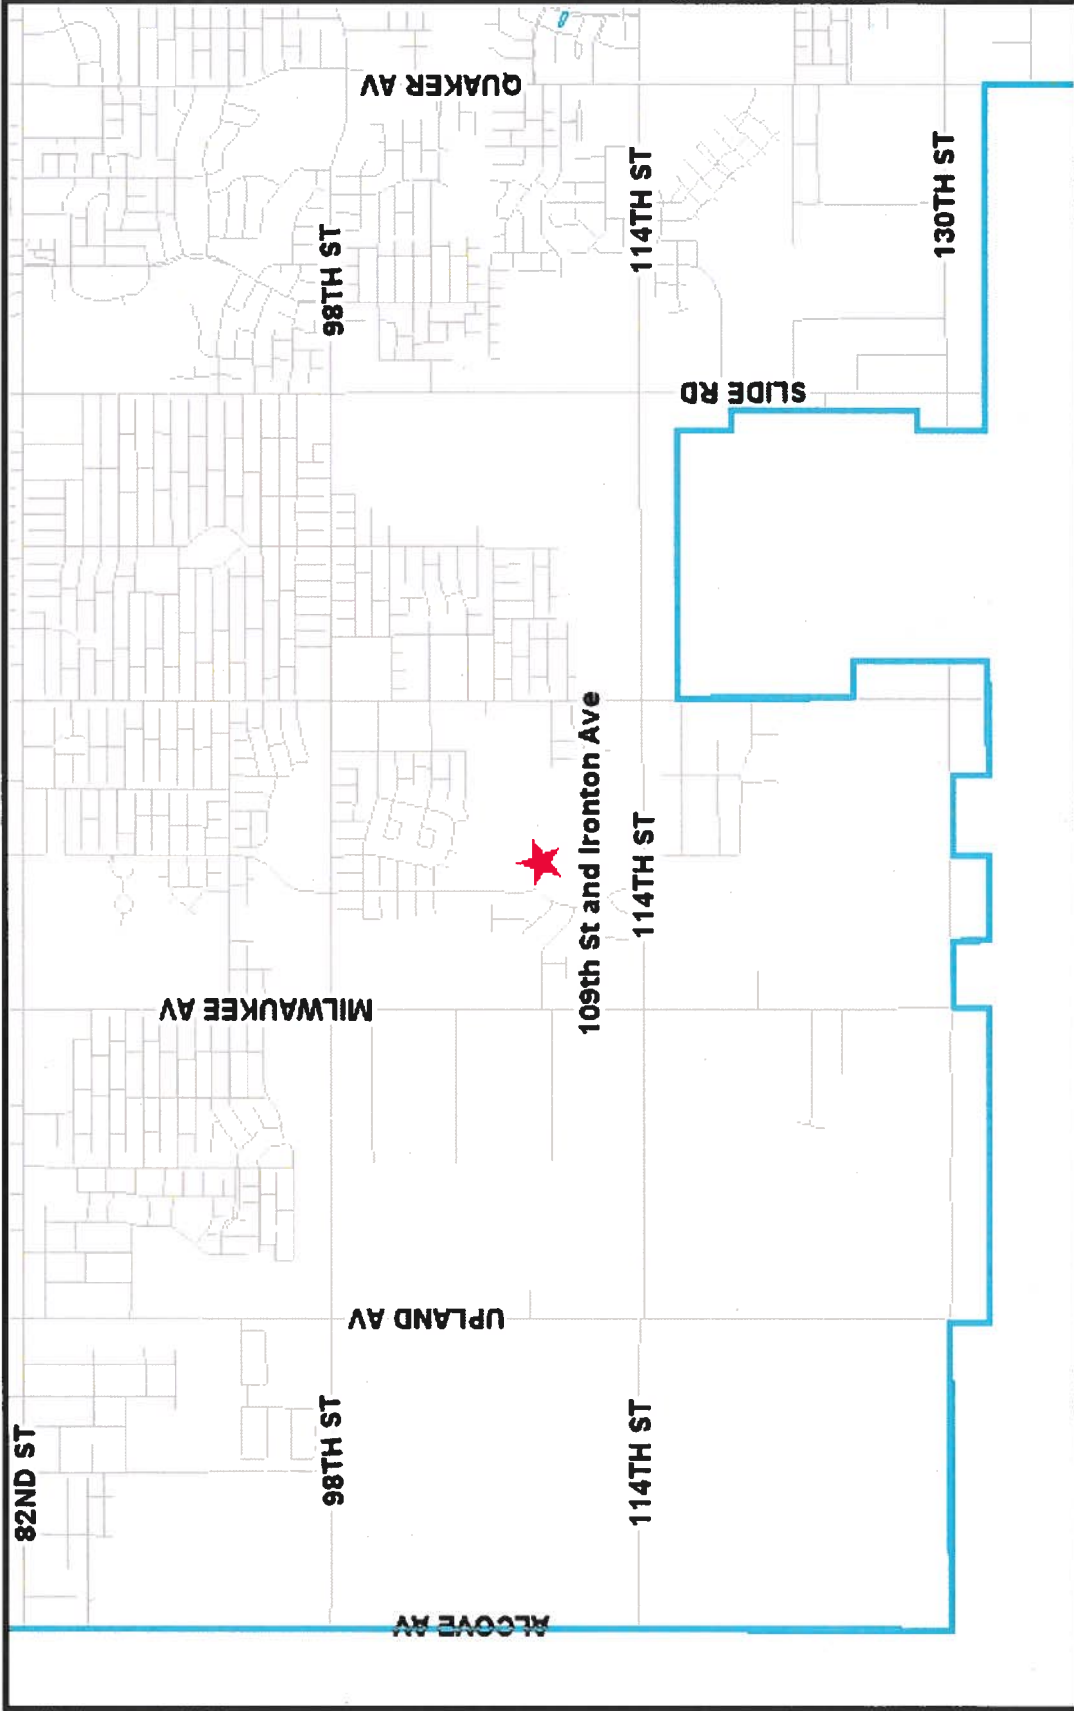 QUAKER AV
98TH ST
114TH ST
130TH ST
SLIDE RD
109th St and Ironton Ave
114TH ST
MILWAUKEE AV
UPLAND AV
82ND ST
98TH ST
114TH ST
ALCOVE AV